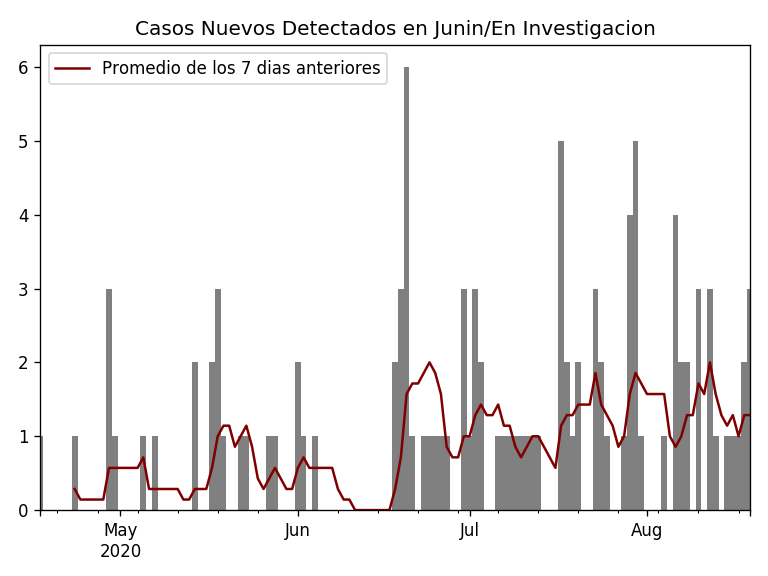 Casos Nuevos Detectados en Junin/En Investigacion
Promedio de los 7 dias anteriores
6
5
4
3
2
1
0
May
2020
Jun
Jul
Aug